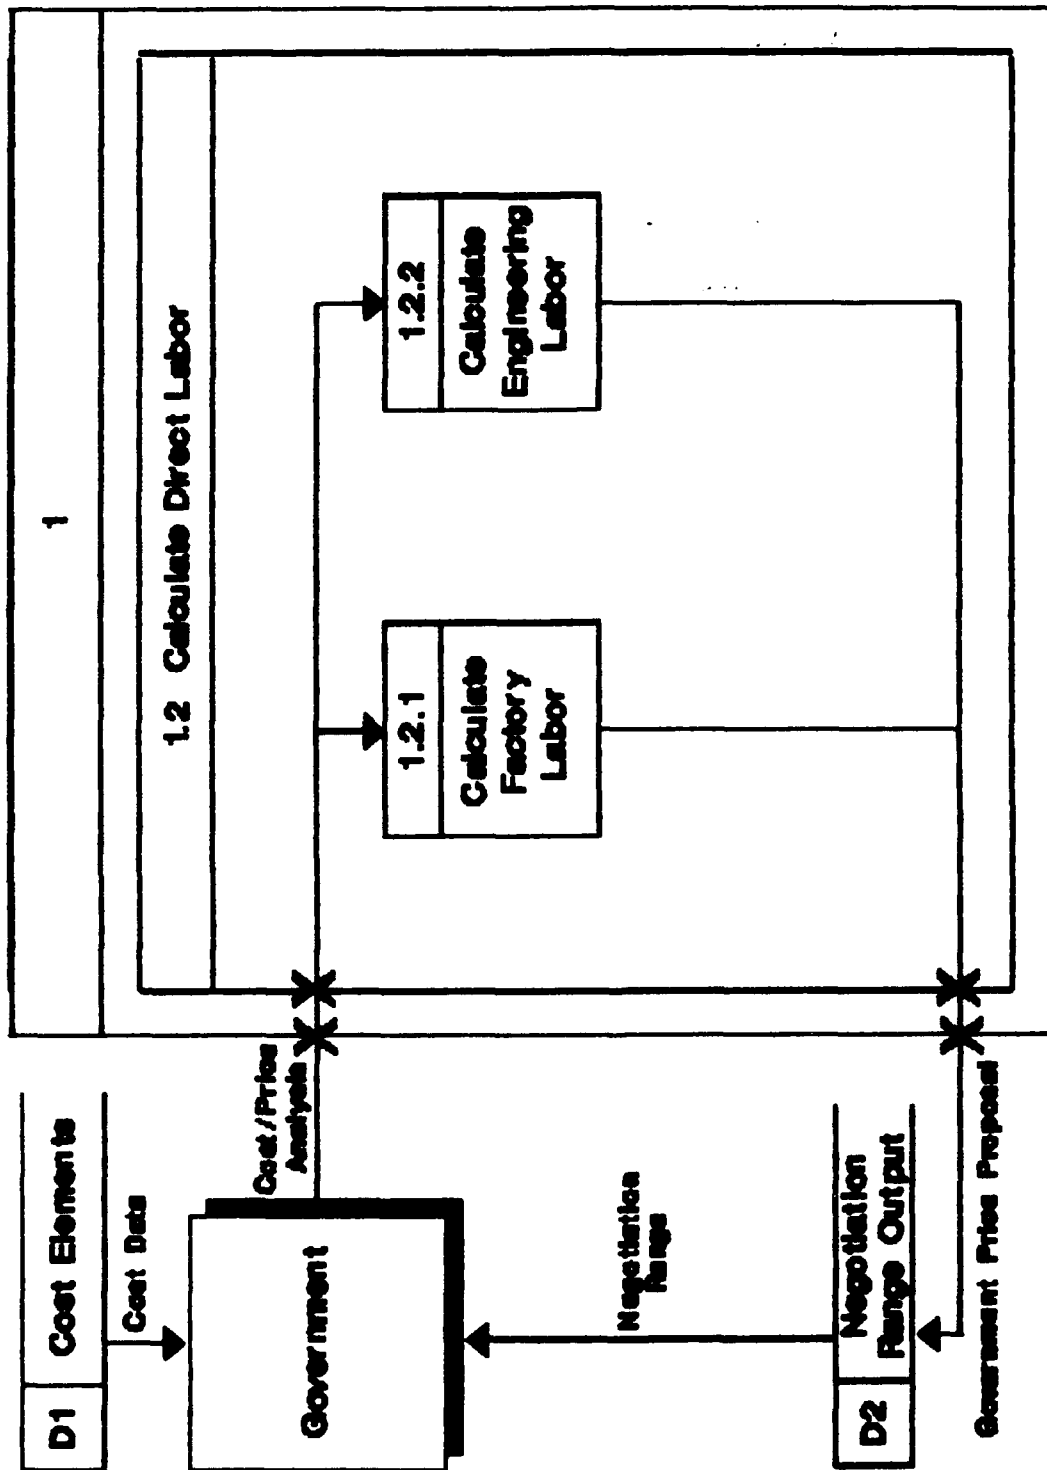 1
1.2 Calculate Direct Labor
1.2.1
Calculate
Factory
Labor
1.2.2
Calculate
Engineering
Labor
D1
Cost Elements
Cost Data
Government
Cost/Price
Analysis
Negotiation
Range
D2
Negotiation
Range Output
Government Price Proposal